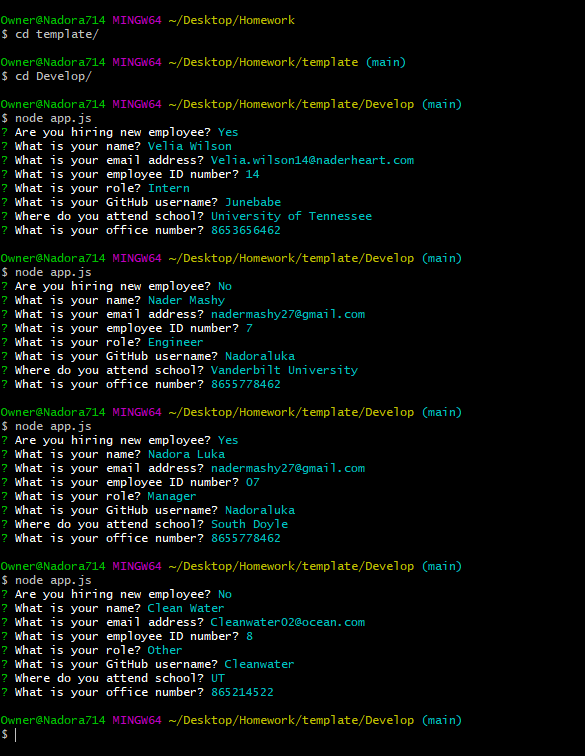 Owner@Nadora714 MINGW64 ~/Desktop/Homework
$ cd template/
Owner@Nadora714 MINGW64 ~/Desktop/Homework/template (main)
$ cd Develop/
Owner@Nadora714 MINGW64 ~/Desktop/Homework/template/Develop (main)
$ node app.js
? Are you hiring new employee? Yes
? What is your name? Velia Wilson
? What is your email address? Velia.wilson14@naderheart.com
? What is your employee ID number? 14
? What is your role? Intern
? What is your GitHub username? Junebabe
? Where do you attend school? University of Tennessee
? What is your office number? 8653656462
Owner@Nadora714 MINGW64 ~/Desktop/Homework/template/Develop (main)
$ node app.js
? Are you hiring new employee? No
? What is your name? Nader Mashy
? What is your email address? nadermashy27@gmail.com
? What is your employee ID number? 7
? What is your role? Engineer
? What is your GitHub username? Nadoraluka
? Where do you attend school? Vanderbilt University
? What is your office number? 8655778462
Owner@Nadora714 MINGW64 ~/Desktop/Homework/template/Develop (main)
$ node app.js
? Are you hiring new employee? Yes
? What is your name? Nadora Luka
? What is your email address? nadermashy27@gmail.com
? What is your employee ID number? 07
? What is your role? Manager
? What is your GitHub username? Nadoraluka
? Where do you attend school? South Doyle
? What is your office number? 8655778462
Owner@Nadora714 MINGW64 ~/Desktop/Homework/template/Develop (main)
$ node app.js
? Are you hiring new employee? No
? What is your name? Clean Water
? What is your email address? Cleanwater02@ocean.com
? What is your employee ID number? 8
? What is your role? Other
? What is your GitHub username? Cleanwater
? Where do you attend school? UT
? What is your office number? 865214522
Owner@Nadora714 MINGW64 ~/Desktop/Homework/template/Develop (main)
$